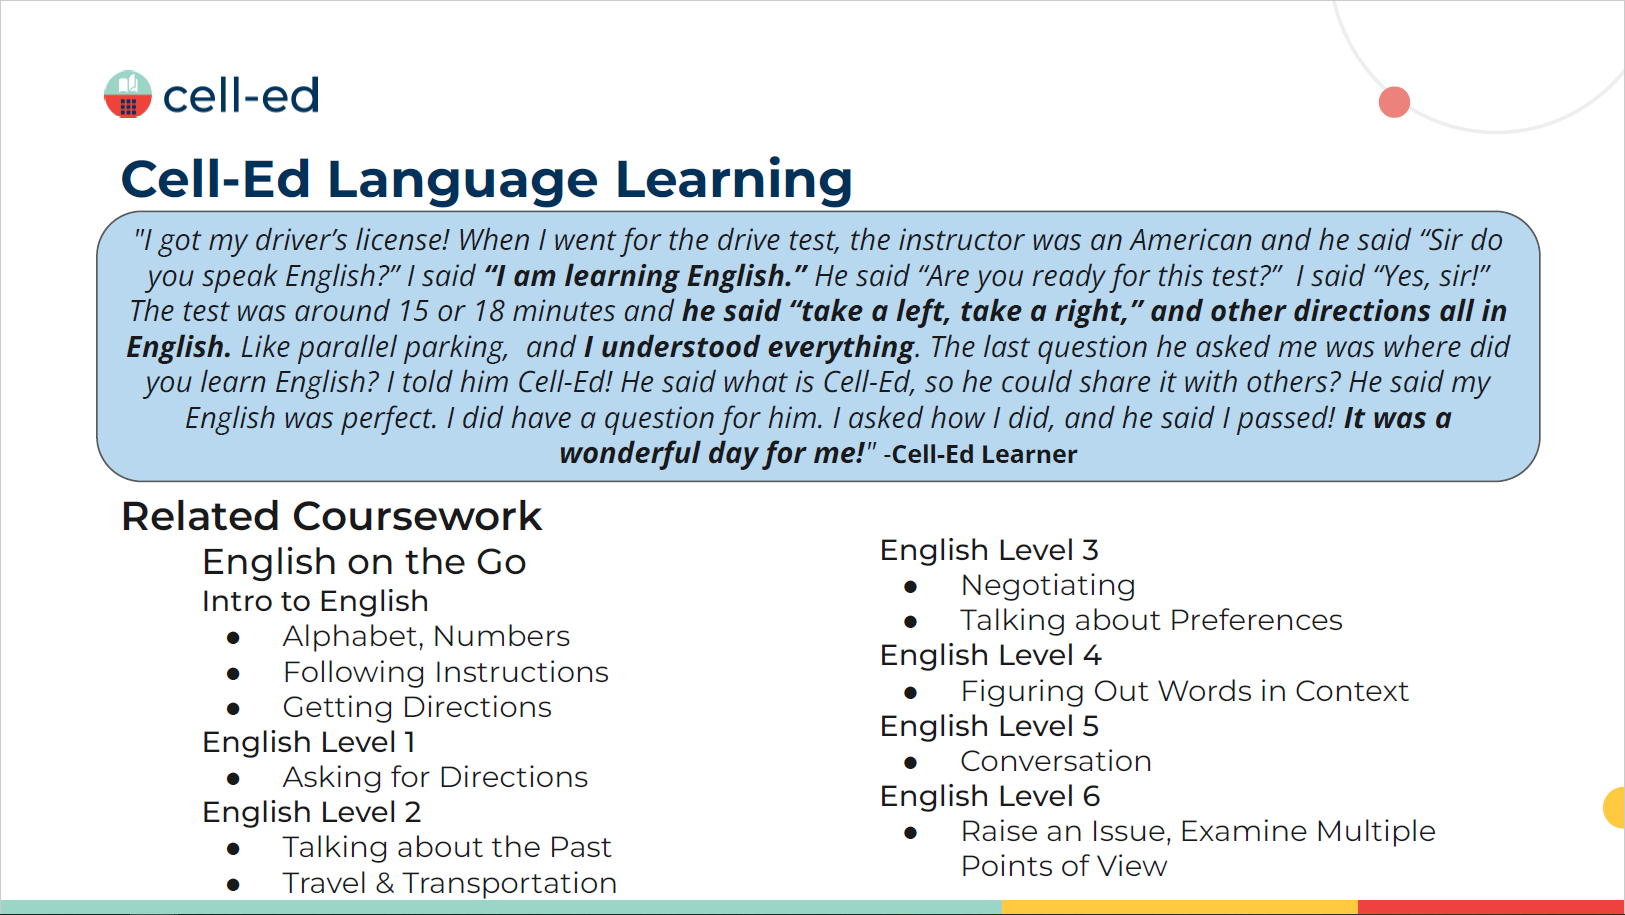 cell-ed
Cell-Ed Language Learning
"I got my driver’s license! When I went for the drive test, the instructor was an American and he said “Sir do
you speak English?” I said “I am learning English.” He said “Are you ready for this test?”  I said “Yes, sir!”
The test was around 15 or 18 minutes and he said “take a left, take a right,” and other directions all in
English. Like parallel parking,  and I understood everything. The last question he asked me was where did
you learn English? I told him Cell-Ed! He said what is Cell-Ed, so he could share it with others? He said my
English was perfect. I did have a question for him. I asked how I did, and he said I passed! It was a
wonderful day for me!" -Cell-Ed Learner
Related Coursework
English on the Go
Intro to English
● Alphabet, Numbers
● Following Instructions
● Getting Directions
English Level 1
● Asking for Directions
English Level 2
● Talking about the Past
● Travel & Transportation
English Level 3
● Negotiating
● Talking about Preferences
English Level 4
● Figuring Out Words in Context
English Level 5
● Conversation
English Level 6
● Raise an Issue, Examine Multiple
Points of View